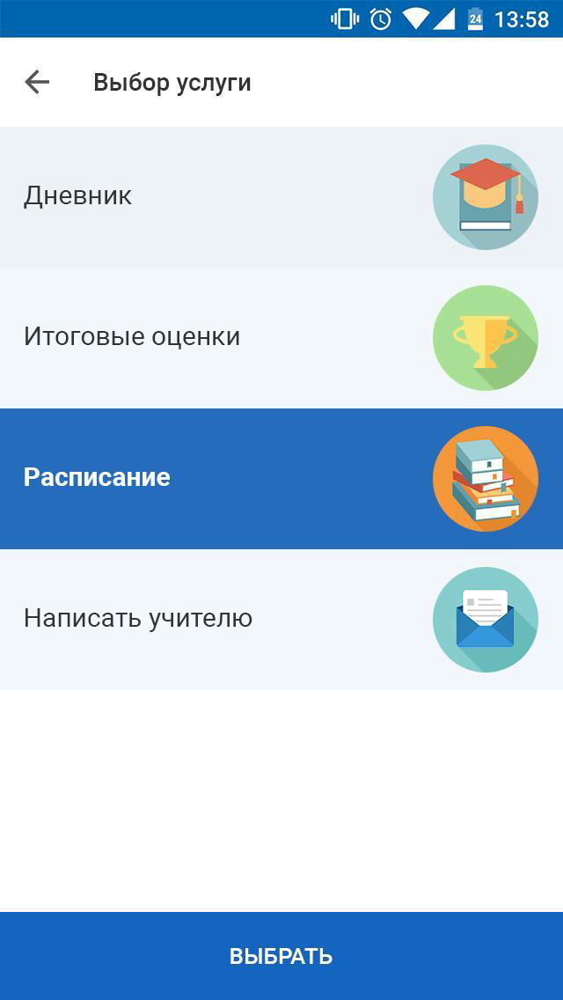 24 13:58
Выбор услуги
Дневник
Итоговые оценки
Расписание
Написать учителю
ВЫБРАТЬ